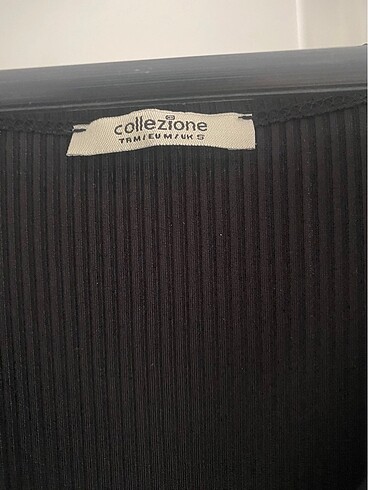 collezione
TR M / EU M / UK S